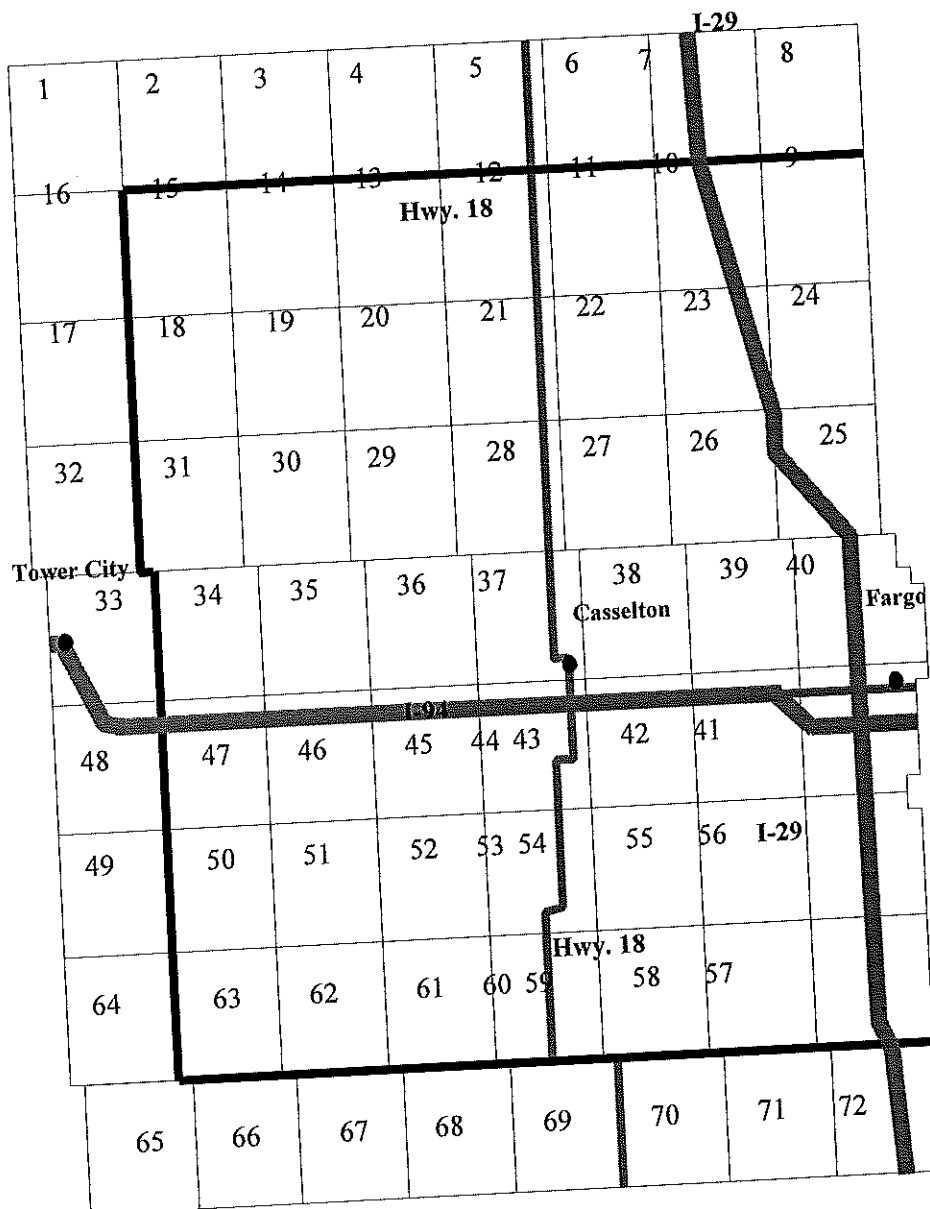 I-29
1 2 3 4 5 6 7 8
16 15 14 13 12 11 10 9
Hwy. 18
17 18 19 20 21 22 23 24
32 31 30 29 28 27 26 25
Tower City
33 34 35 36 37 38 39 40
Casselton
Fargo
I-94
48 47 46 45 44 43 42 41
49 50 51 52 53 54 55 56 I-29
Hwy. 18
64 63 62 61 60 59 58 57
65 66 67 68 69 70 71 72